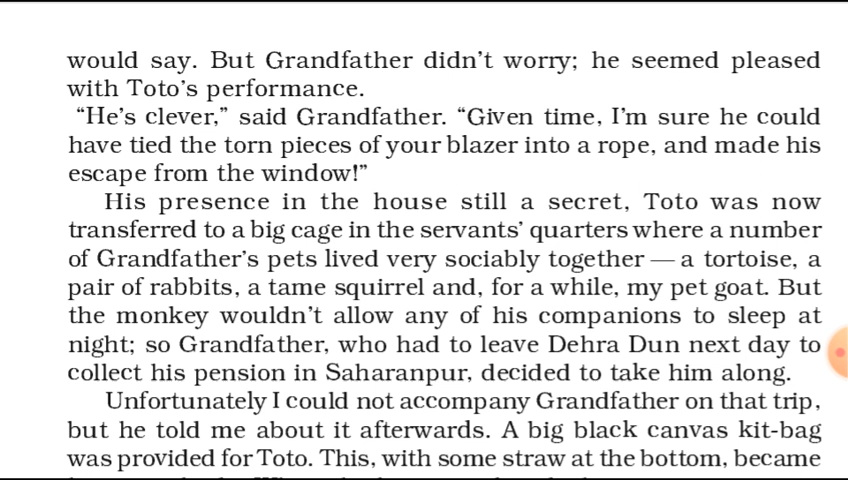 would say. But Grandfather didn't worry; he seemed pleased
with Toto's performance.
“He's clever,” said Grandfather. “Given time, I'm sure he could
have tied the torn pieces of your blazer into a rope, and made his
escape from the window!”
His presence in the house still a secret, Toto was now
transferred to a big cage in the servants' quarters where a number
of Grandfather's pets lived very sociably together — a tortoise, a
pair of rabbits, a tame squirrel and, for a while, my pet goat. But
the monkey wouldn't allow any of his companions to sleep at
night; so Grandfather, who had to leave Dehra Dun next day to
collect his pension in Saharanpur, decided to take him along.
Unfortunately I could not accompany Grandfather on that trip,
but he told me about it afterwards. A big black canvas kit-bag
was provided for Toto. This, with some straw at the bottom, became